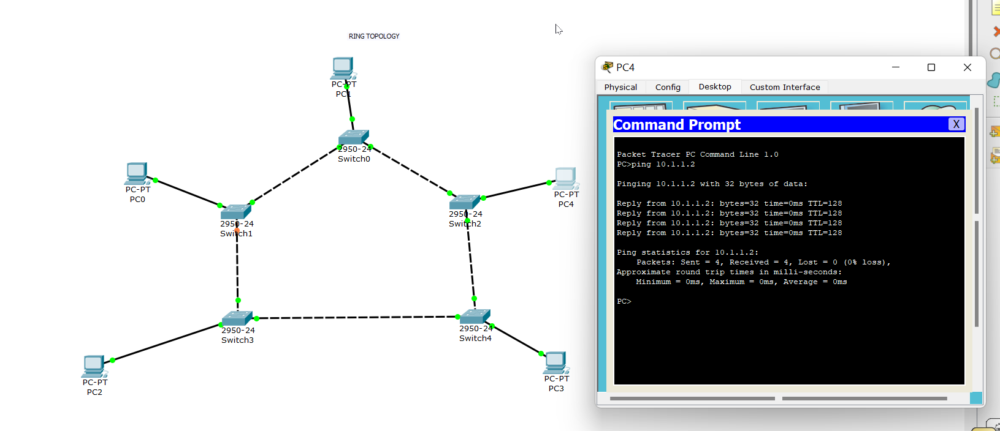 RING TOPOLOGY
PC-PT
PC1
2950-24
Switch0
PC-PT
PC0
2950-24
Switch1
2950-24
Switch2
PC-PT
PC4
2950-24
Switch3
2950-24
Switch4
PC-PT
PC2
PC-PT
PC3
PC4
Physical Config Desktop Custom Interface
Command Prompt X
Packet Tracer PC Command Line 1.0
PC>ping 10.1.1.2
Pinging 10.1.1.2 with 32 bytes of data:
Reply from 10.1.1.2: bytes=32 time=0ms TTL=128
Reply from 10.1.1.2: bytes=32 time=0ms TTL=128
Reply from 10.1.1.2: bytes=32 time=0ms TTL=128
Reply from 10.1.1.2: bytes=32 time=0ms TTL=128
Ping statistics for 10.1.1.2:
Packets: Sent = 4, Received = 4, Lost = 0 (0% loss),
Approximate round trip times in milli-seconds:
Minimum = 0ms, Maximum = 0ms, Average = 0ms
PC>